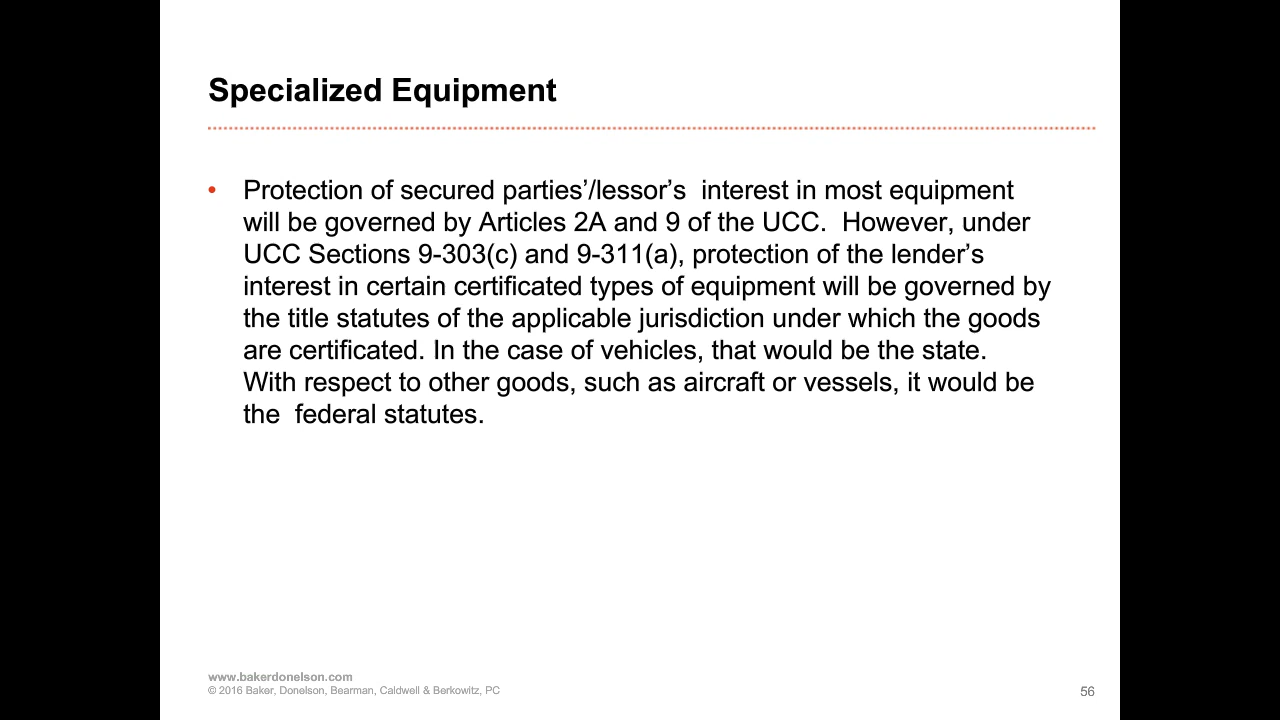 Specialized Equipment
• Protection of secured parties’/lessor’s  interest in most equipment
will be governed by Articles 2A and 9 of the UCC.  However, under
UCC Sections 9-303(c) and 9-311(a), protection of the lender’s
interest in certain certificated types of equipment will be governed by
the title statutes of the applicable jurisdiction under which the goods
are certificated. In the case of vehicles, that would be the state.
With respect to other goods, such as aircraft or vessels, it would be
the  federal statutes.
www.bakerdonelson.com
© 2016 Baker, Donelson, Bearman, Caldwell & Berkowitz, PC
56